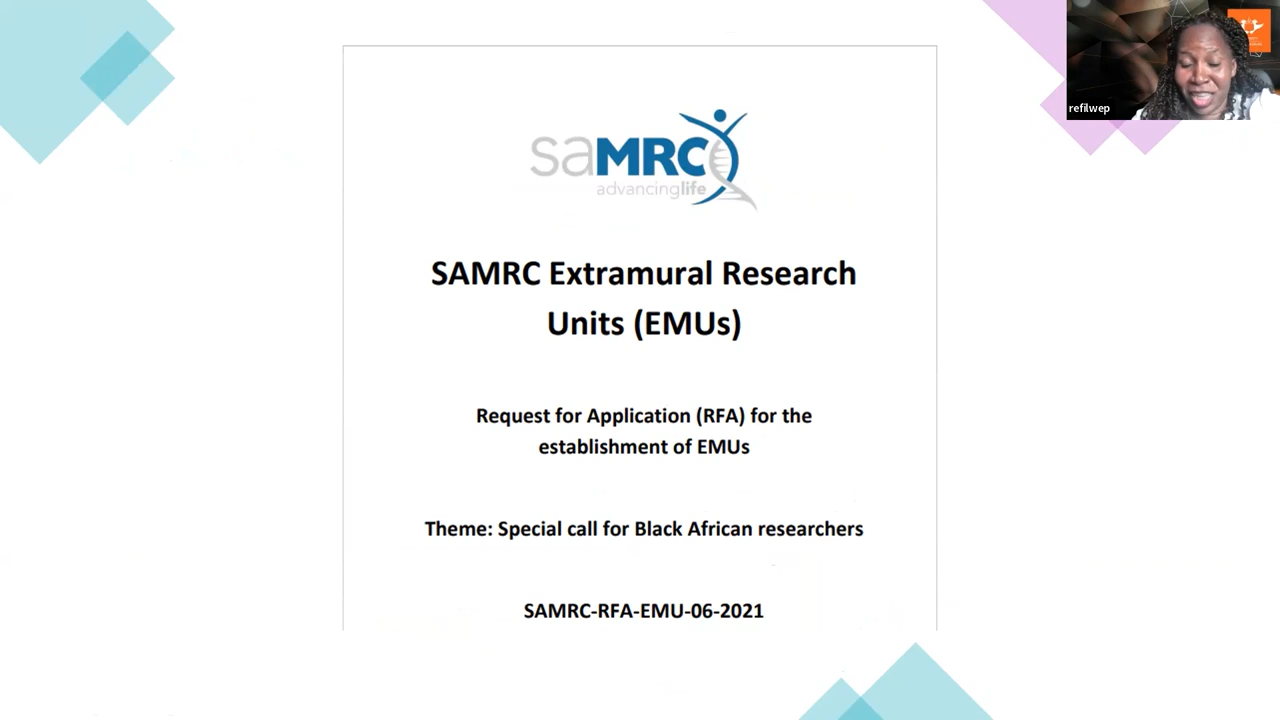 refilwep
saMRC
advancinglife
SAMRC Extramural Research
Units (EMUs)
Request for Application (RFA) for the
establishment of EMUs
Theme: Special call for Black African researchers
SAMRC-RFA-EMU-06-2021